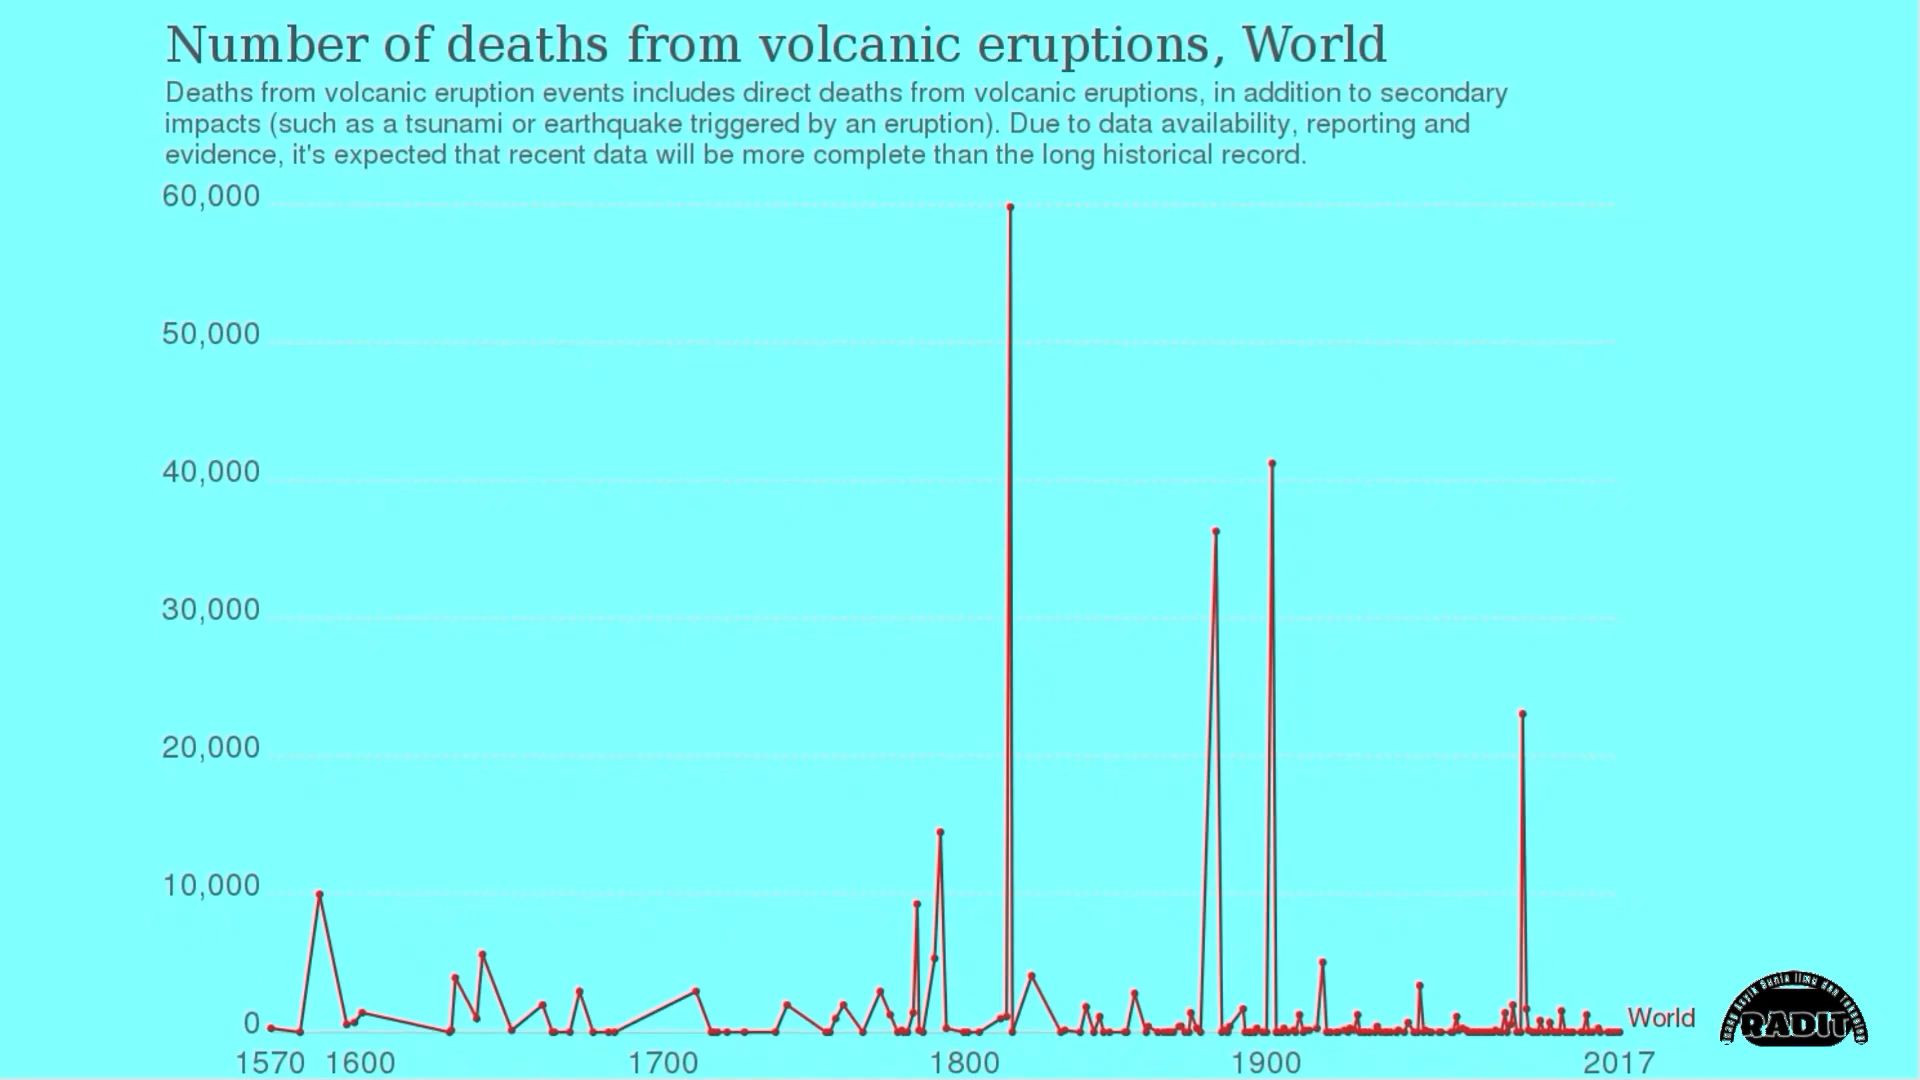 Number of deaths from volcanic eruptions, World
Deaths from volcanic eruption events includes direct deaths from volcanic eruptions, in addition to secondary
impacts (such as a tsunami or earthquake triggered by an eruption). Due to data availability, reporting and
evidence, it's expected that recent data will be more complete than the long historical record.
60,000
50,000
40,000
30,000
20,000
10,000
0
World
1570 1600 1700 1800 1900 2017
RADIT